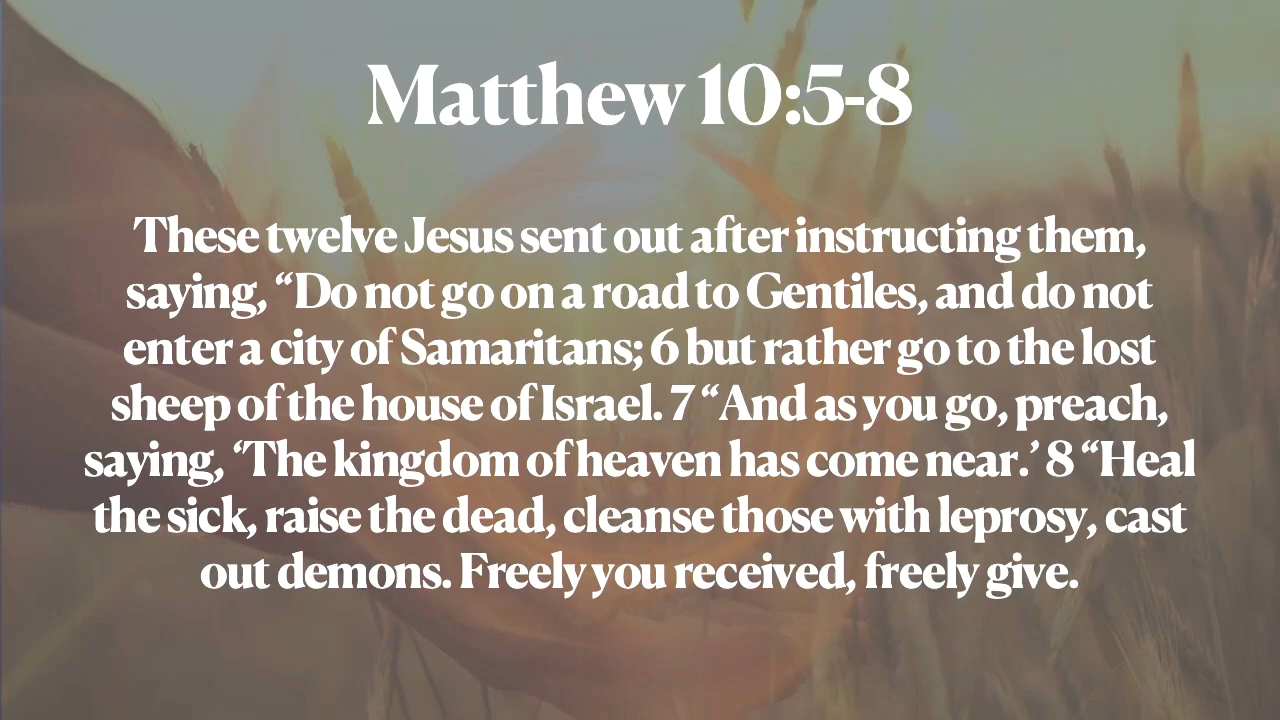 Matthew 10:5-8
These twelve Jesus sent out after instructing them,
saying, “Do not go on a road to Gentiles, and do not
enter a city of Samaritans; 6 but rather go to the lost
sheep of the house of Israel. 7 “And as you go, preach,
saying, ‘The kingdom of heaven has come near.’ 8 “Heal
the sick, raise the dead, cleanse those with leprosy, cast
out demons. Freely you received, freely give.